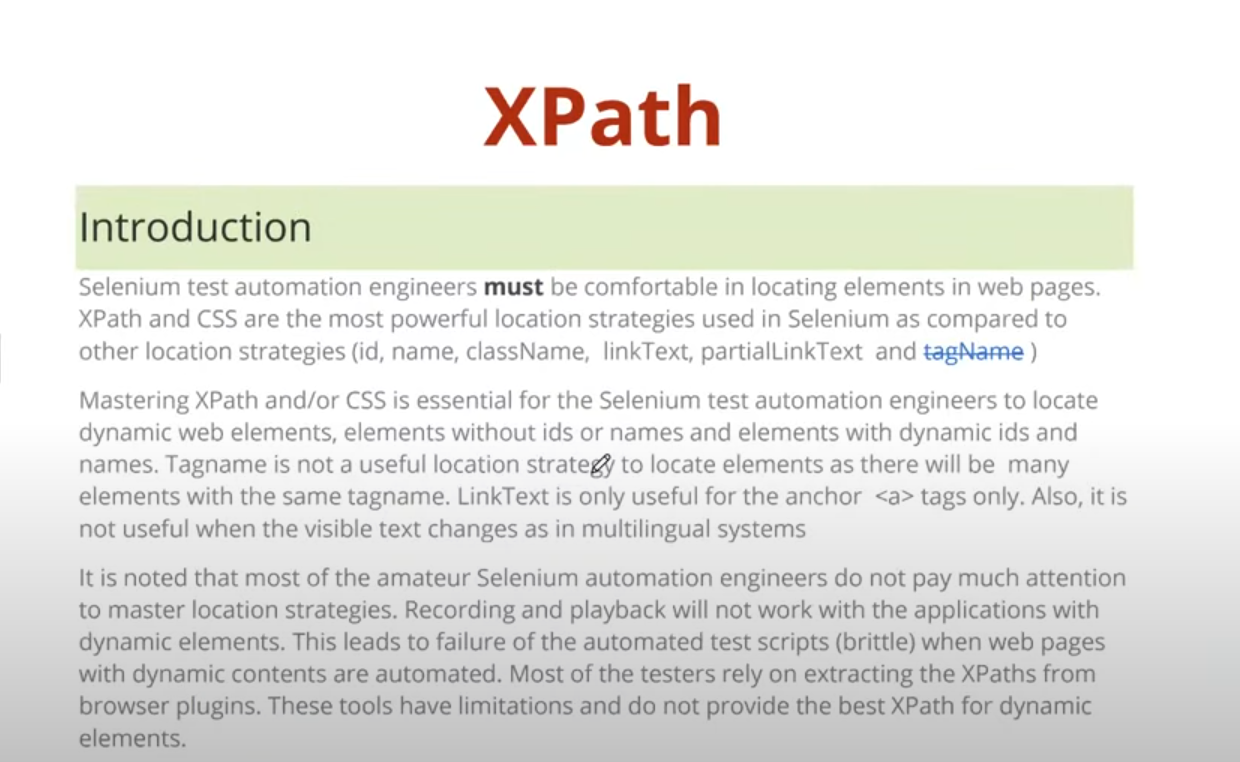 XPath
Introduction
Selenium test automation engineers must be comfortable in locating elements in web pages.
XPath and CSS are the most powerful location strategies used in Selenium as compared to
other location strategies (id, name, className,  linkText, partialLinkText  and tagName )
Mastering XPath and/or CSS is essential for the Selenium test automation engineers to locate
dynamic web elements, elements without ids or names and elements with dynamic ids and
names. Tagname is not a useful location strategy to locate elements as there will be  many
elements with the same tagname. LinkText is only useful for the anchor  <a> tags only. Also, it is
not useful when the visible text changes as in multilingual systems
It is noted that most of the amateur Selenium automation engineers do not pay much attention
to master location strategies. Recording and playback will not work with the applications with
dynamic elements. This leads to failure of the automated test scripts (brittle) when web pages
with dynamic contents are automated. Most of the testers rely on extracting the XPaths from
browser plugins. These tools have limitations and do not provide the best XPath for dynamic
elements.